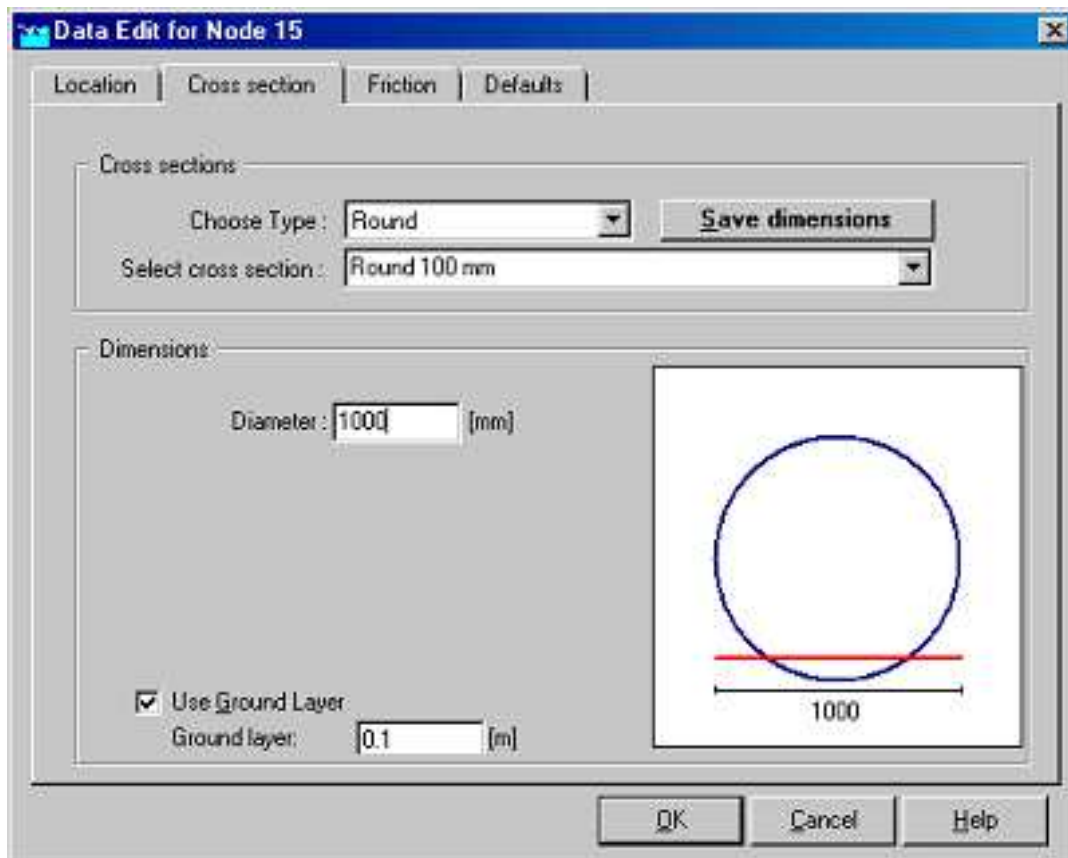 Data Edit for Node 15
Location Cross section Friction Defaults
Cross sections
Choose Type : Round Save dimensions
Select cross section : Round 100 mm
Dimensions
Diameter : 1000 [mm]
1000
Use Ground Layer
Ground layer: 0.1 [m]
OK Cancel Help